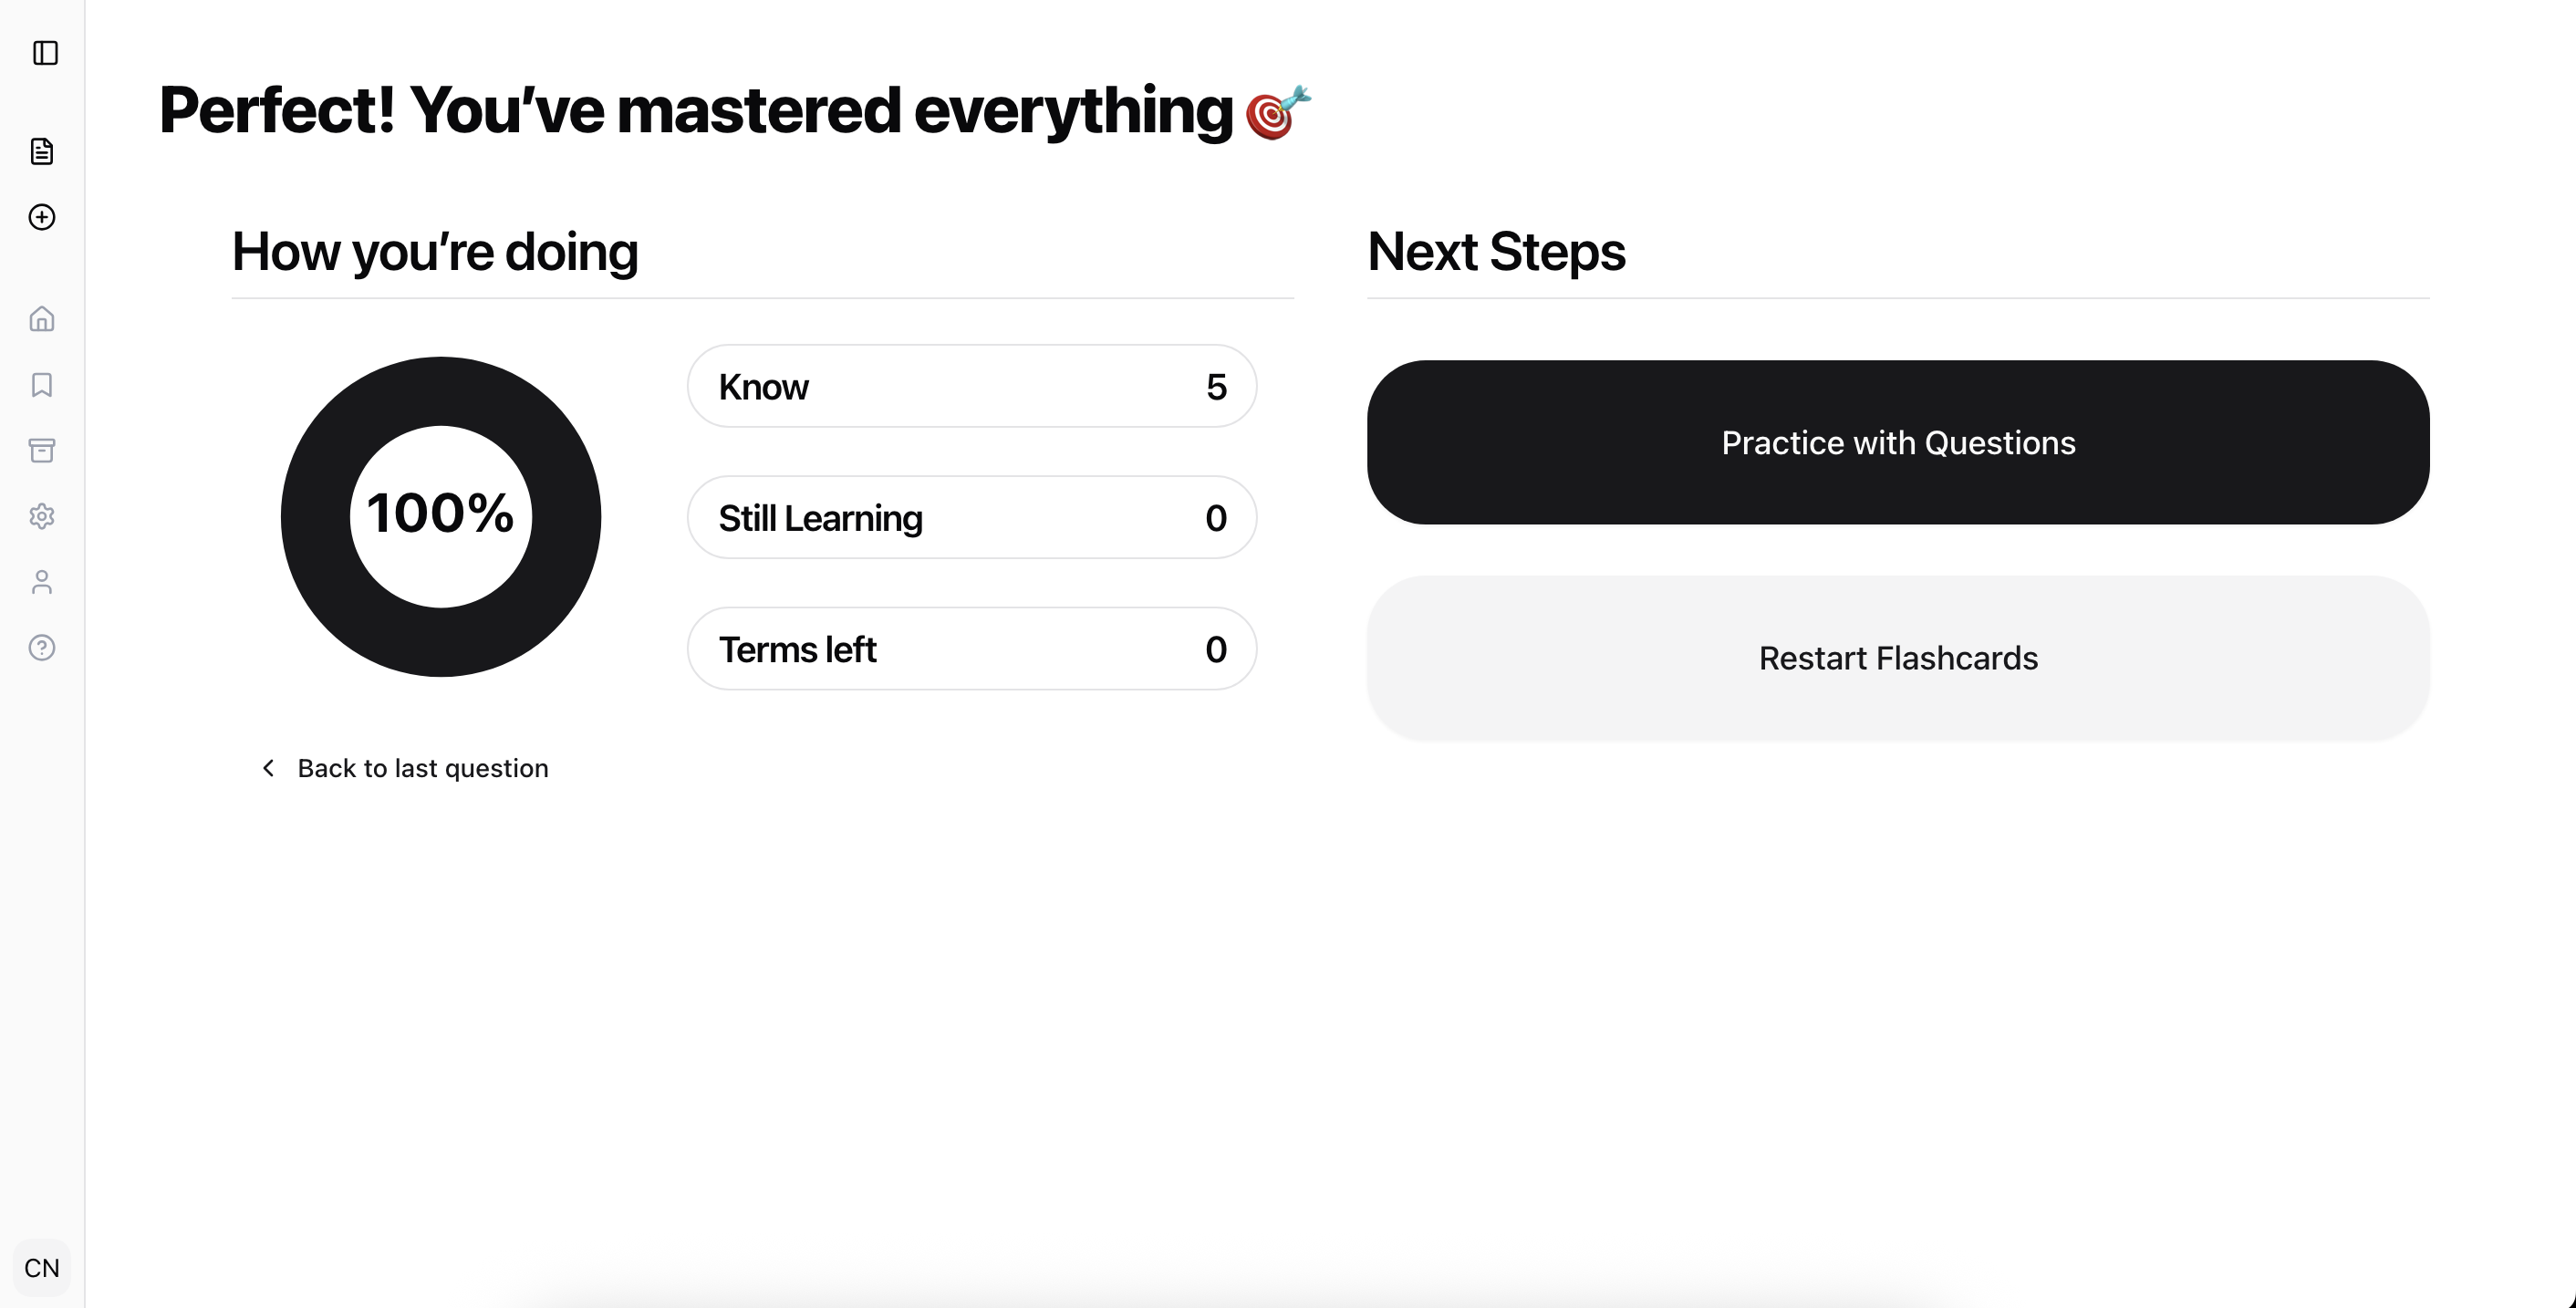 Perfect! You’ve mastered everything 🎯
How you’re doing
100%
Know 5
Still Learning 0
Terms left 0
Back to last question
Next Steps
Practice with Questions
Restart Flashcards
CN